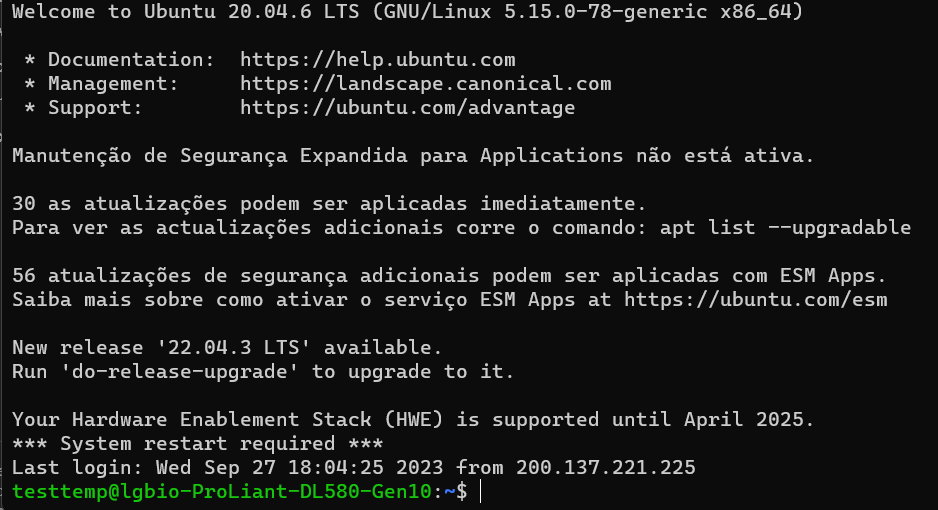 Welcome to Ubuntu 20.04.6 LTS (GNU/Linux 5.15.0-78-generic x86_64)
* Documentation: https://help.ubuntu.com
* Management: https://landscape.canonical.com
* Support: https://ubuntu.com/advantage
Manutenção de Segurança Expandida para Applications não está ativa.
30 as atualizações podem ser aplicadas imediatamente.
Para ver as actualizações adicionais corre o comando: apt list --upgradable
56 atualizações de segurança adicionais podem ser aplicadas com ESM Apps.
Saiba mais sobre como ativar o serviço ESM Apps at https://ubuntu.com/esm
New release '22.04.3 LTS' available.
Run 'do-release-upgrade' to upgrade to it.
Your Hardware Enablement Stack (HWE) is supported until April 2025.
*** System restart required ***
Last login: Wed Sep 27 18:04:25 2023 from 200.137.221.225
testtemp@lgbio-ProLiant-DL580-Gen10:~$